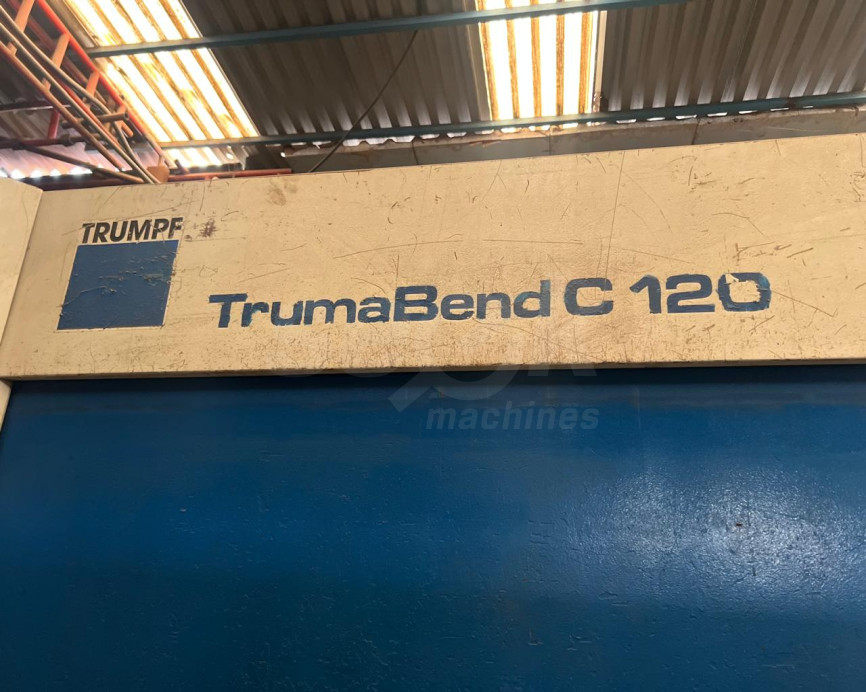 TRUMPF
TrumaBend C 120
machines